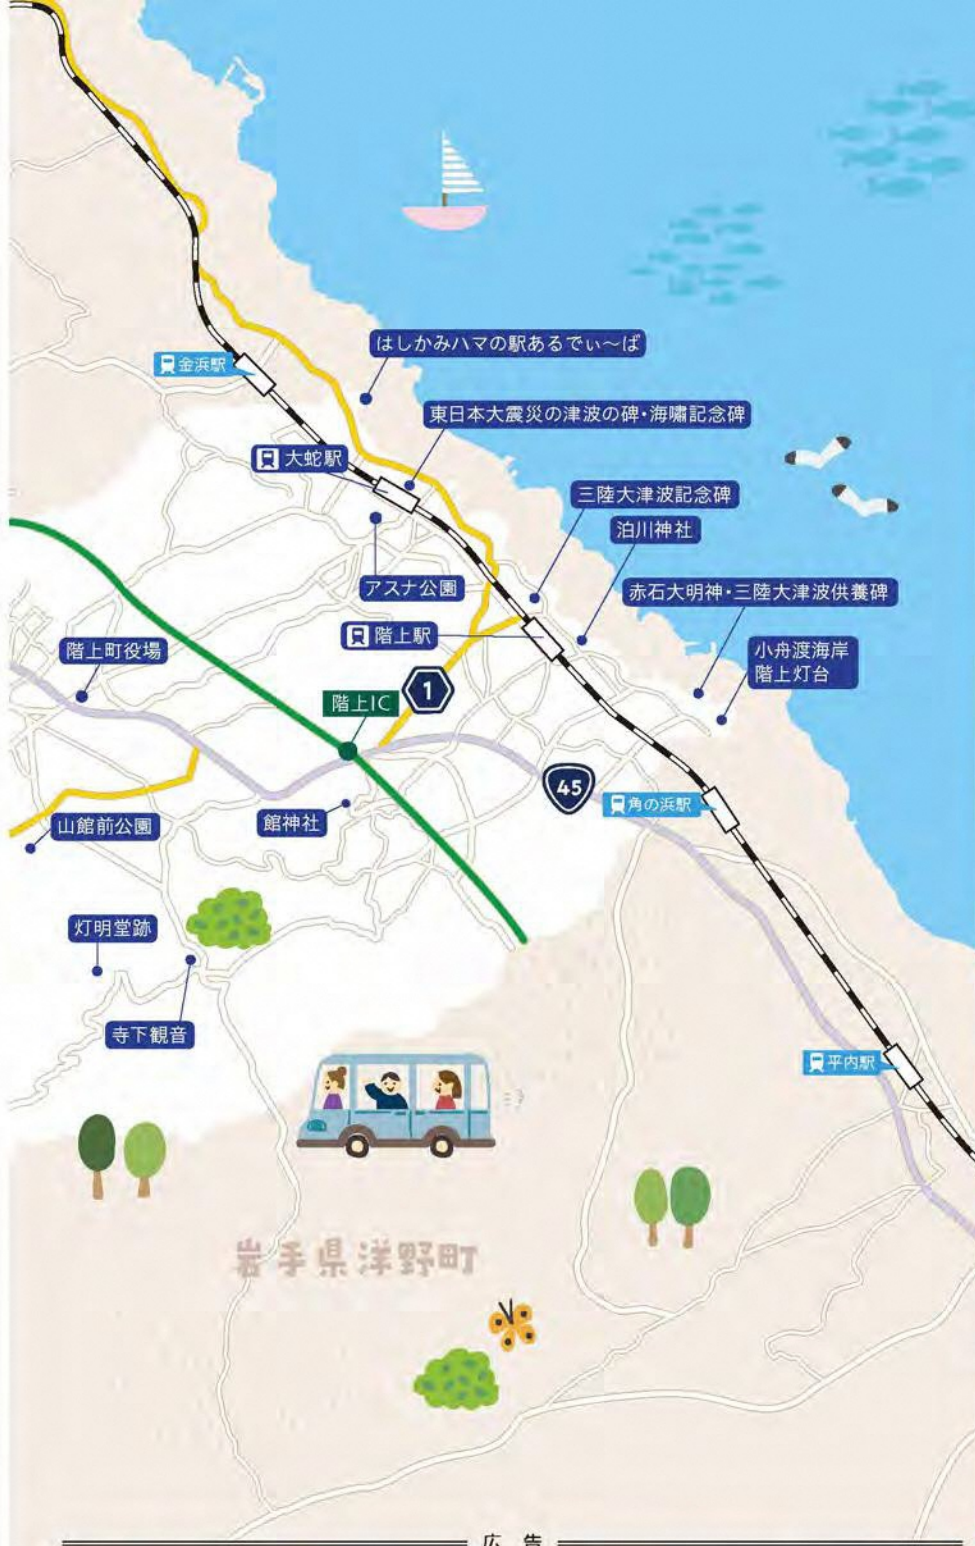 はしかみハマの駅あるでぃ～ば
金浜駅
東日本大震災の津波の碑・海嘯記念碑
大蛇駅
三陸大津波記念碑
泊川神社
アスナ公園
赤石大明神・三陸大津波供養碑
階上駅
階上町役場
小舟渡海岸
階上灯台
1
階上IC
45
角の浜駅
館神社
山館前公園
灯明堂跡
寺下観音
平内駅
岩手県洋野町
広告